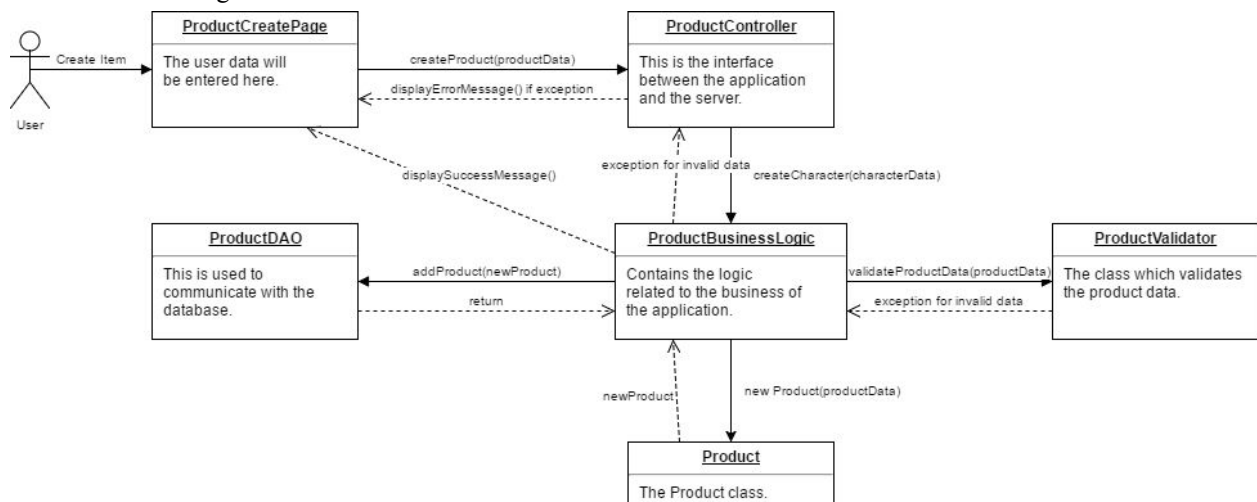 ProductCreatePage
The user data will
be entered here.
ProductController
This is the interface
between the application
and the server.
Create Item
User
createProduct(productData)
displayErrorMessage() if exception
displaySuccessMessage()
exception for invalid data
createCharacter(characterData)
ProductDAO
This is used to
communicate with the
database.
addProduct(newProduct)
return
ProductBusinessLogic
Contains the logic
related to the business of
the application.
validateProductData(productData)
exception for invalid data
ProductValidator
The class which validates
the product data.
newProduct
new Product(productData)
Product
The Product class.